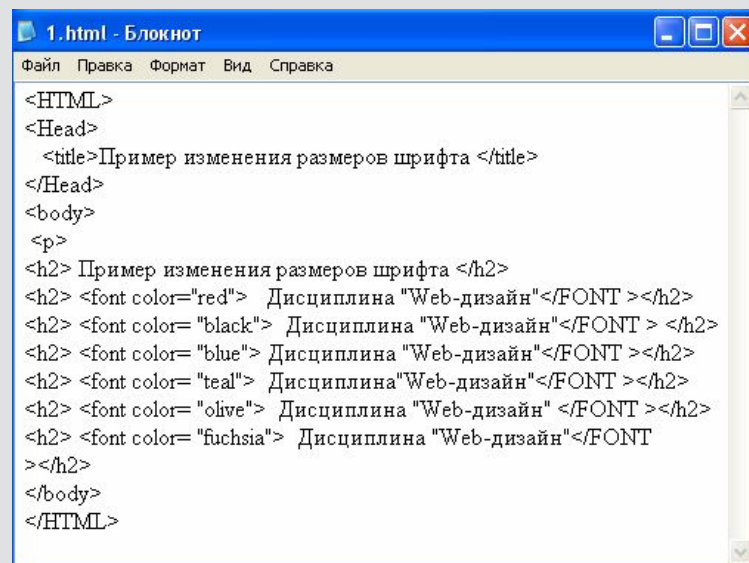 1.html - Блокнот
Файл Правка Формат Вид Справка
<HTML>
<Head>
<title>Пример изменения размеров шрифта </title>
</Head>
<body>
<p>
<h2> Пример изменения размеров шрифта </h2>
<h2> <font color="red"> Дисциплина "Web-дизайн"</FONT ></h2>
<h2> <font color= "black"> Дисциплина "Web-дизайн"</FONT > </h2>
<h2> <font color= "blue"> Дисциплина "Web-дизайн"</FONT ></h2>
<h2> <font color= "teal"> Дисциплина"Web-дизайн"</FONT ></h2>
<h2> <font color= "olive"> Дисциплина "Web-дизайн" </FONT ></h2>
<h2> <font color= "fuchsia"> Дисциплина "Web-дизайн"</FONT
></h2>
</body>
</HTML>